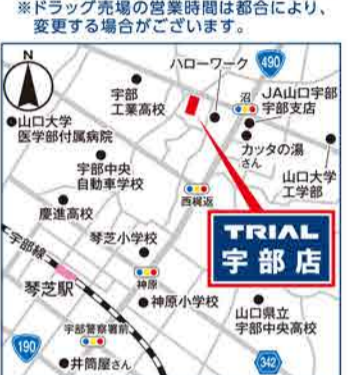 ※ドラッグ売場の営業時間は都合により、
変更する場合がございます。
N
ハローワーク
490
宇部
工業高校
沼
JA山口宇部
宇部支店
山口大学
医学部付属病院
カッタの湯
さん
宇部中央
自動車学校
山口大学
工学部
慶進高校
西梶返
TRIAL
宇部店
宇部線
琴芝小学校
琴芝駅
神原
神原小学校
山口県立
宇部中央高校
宇部警察署前
190
井筒屋さん
342